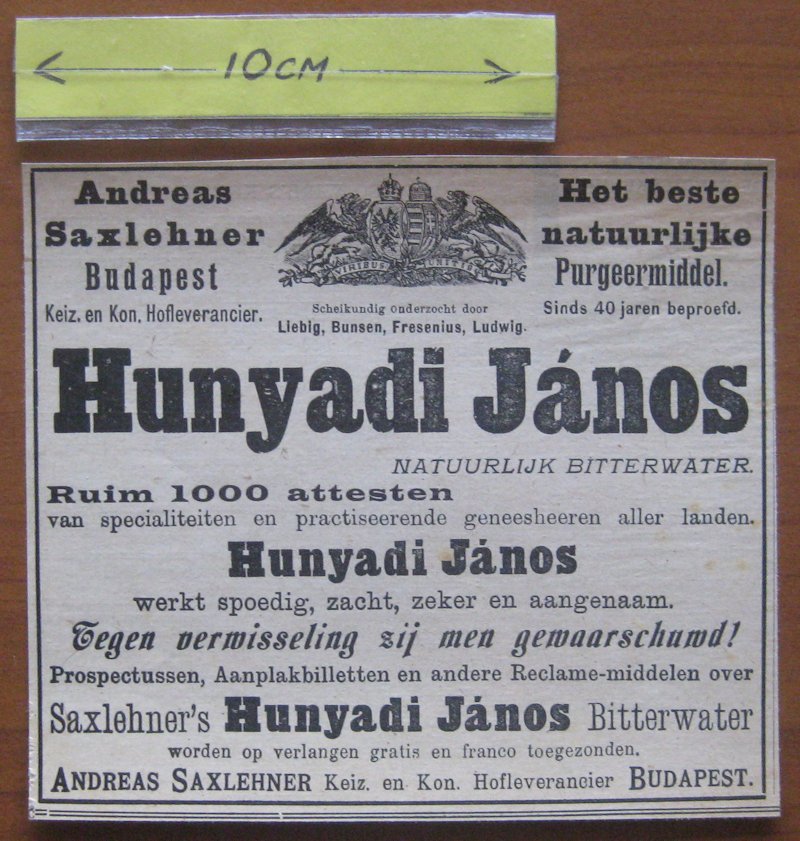 10CM
Andreas
Saxlehner
Budapest
Keiz. en Kon. Hofleverancier.
VIRIBUS UNITIS
Scheikundig onderzocht door
Liebig, Bunsen, Fresenius, Ludwig.
Het beste
natuurlijke
Purgeermiddel.
Sinds 40 jaren beproefd.
Hunyadi János
NATUURLIJK BITTERWATER.
Ruim 1000 attesten
van specialiteiten en practiseerende geneesheeren aller landen.
Hunyadi János
werkt spoedig, zacht, zeker en aangenaam.
Tegen verwisseling zij men gewaarschuwd!
Prospectussen, Aanplakbilletten en andere Reclame-middelen over
Saxlehner's Hunyadi János Bitterwater
worden op verlangen gratis en franco toegezonden.
ANDREAS SAXLEHNER Keiz. en Kon. Hofleverancier BUDAPEST.